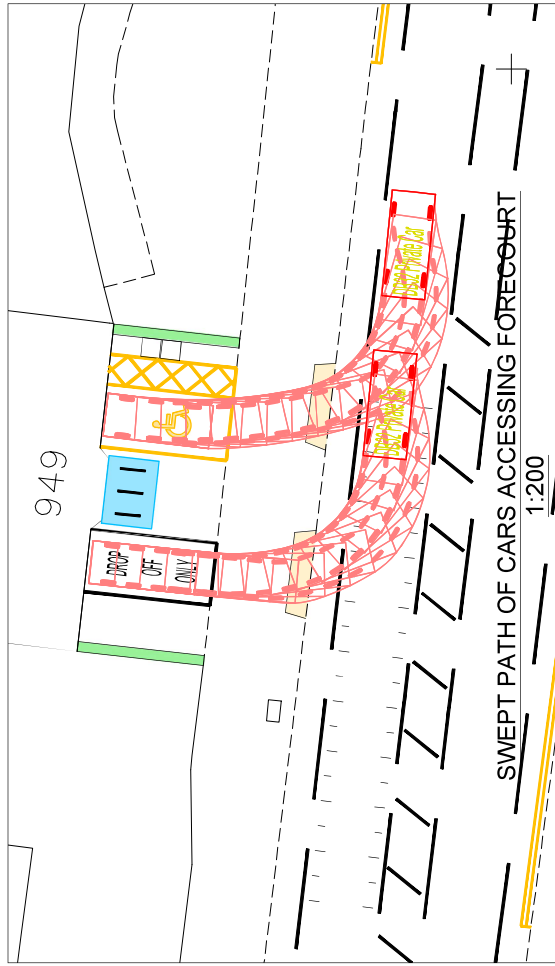 949
DROP
OFF
ONLY
SWEPT PATH OF CARS ACCESSING FORECOURT
1:200